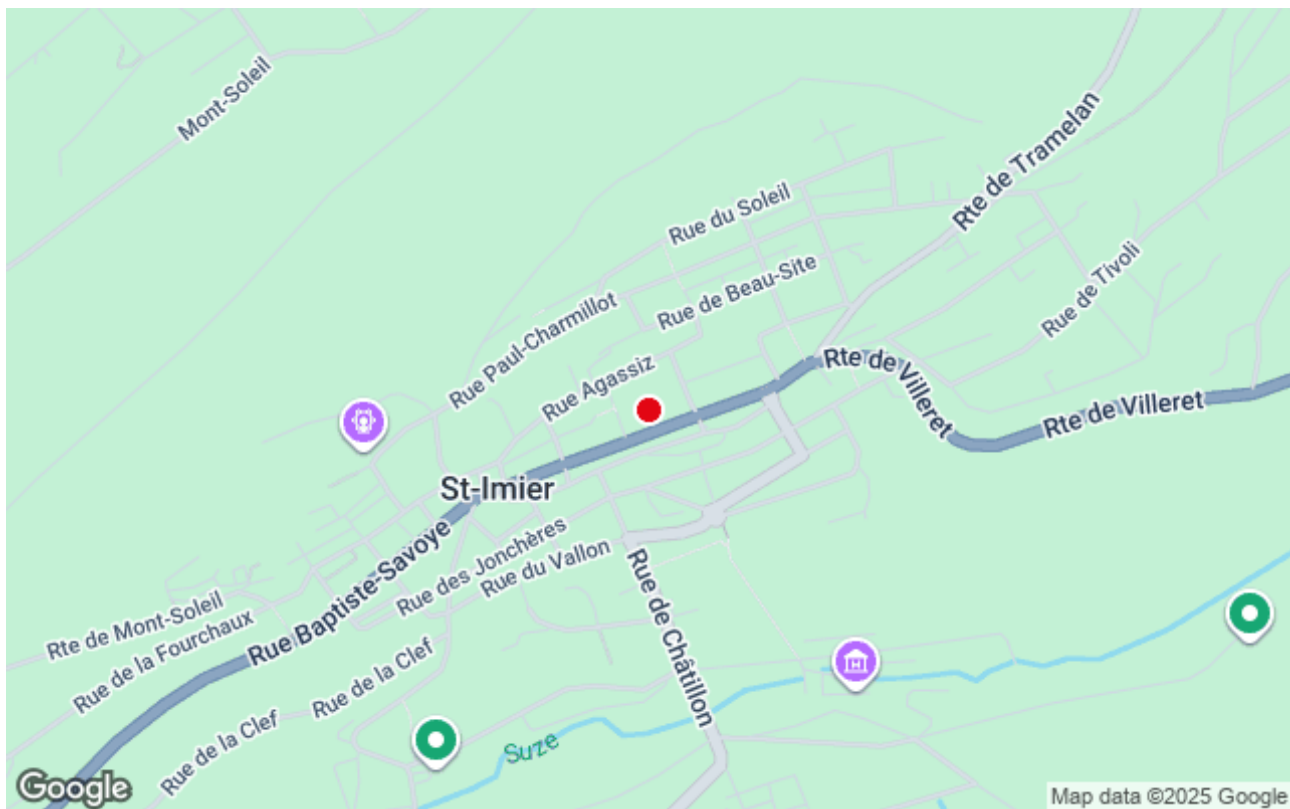 Mont-Soleil
Rte de Tramelan
Rue du Soleil
Rue de Tivoli
Rue de Beau-Site
Rue Paul-Charmillot
Rue Agassiz
Rte de Villeret
Rte de Villeret
St-Imier
Rue des Jonchères
Rue du Vallon
Rue Baptiste-Savoye
Rue de Châtillon
Rte de Mont-Soleil
Rue de la Fourchaux
Rue de la Clef
Rue de la Clef
Suze
Google
Map data ©2025 Google